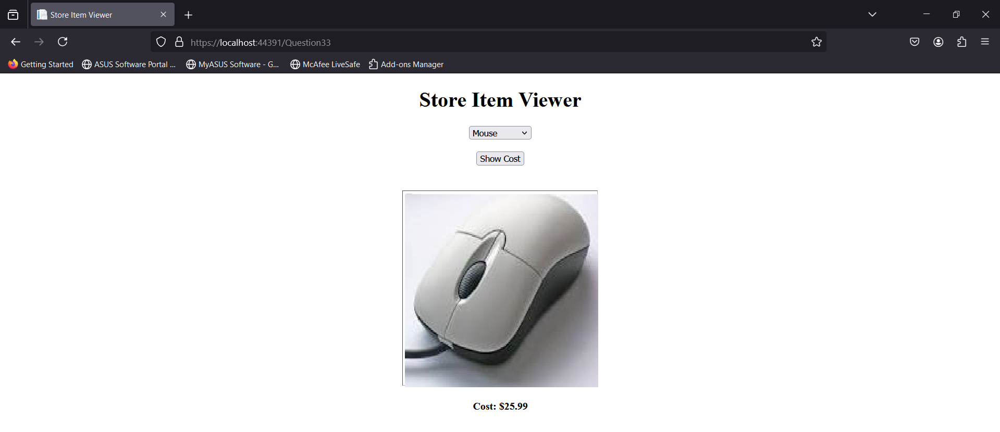 Store Item Viewer
https://localhost:44391/Question33
Getting Started ASUS Software Portal ... MyASUS Software - G... McAfee LiveSafe Add-ons Manager
Store Item Viewer
Mouse
Show Cost
Cost: $25.99